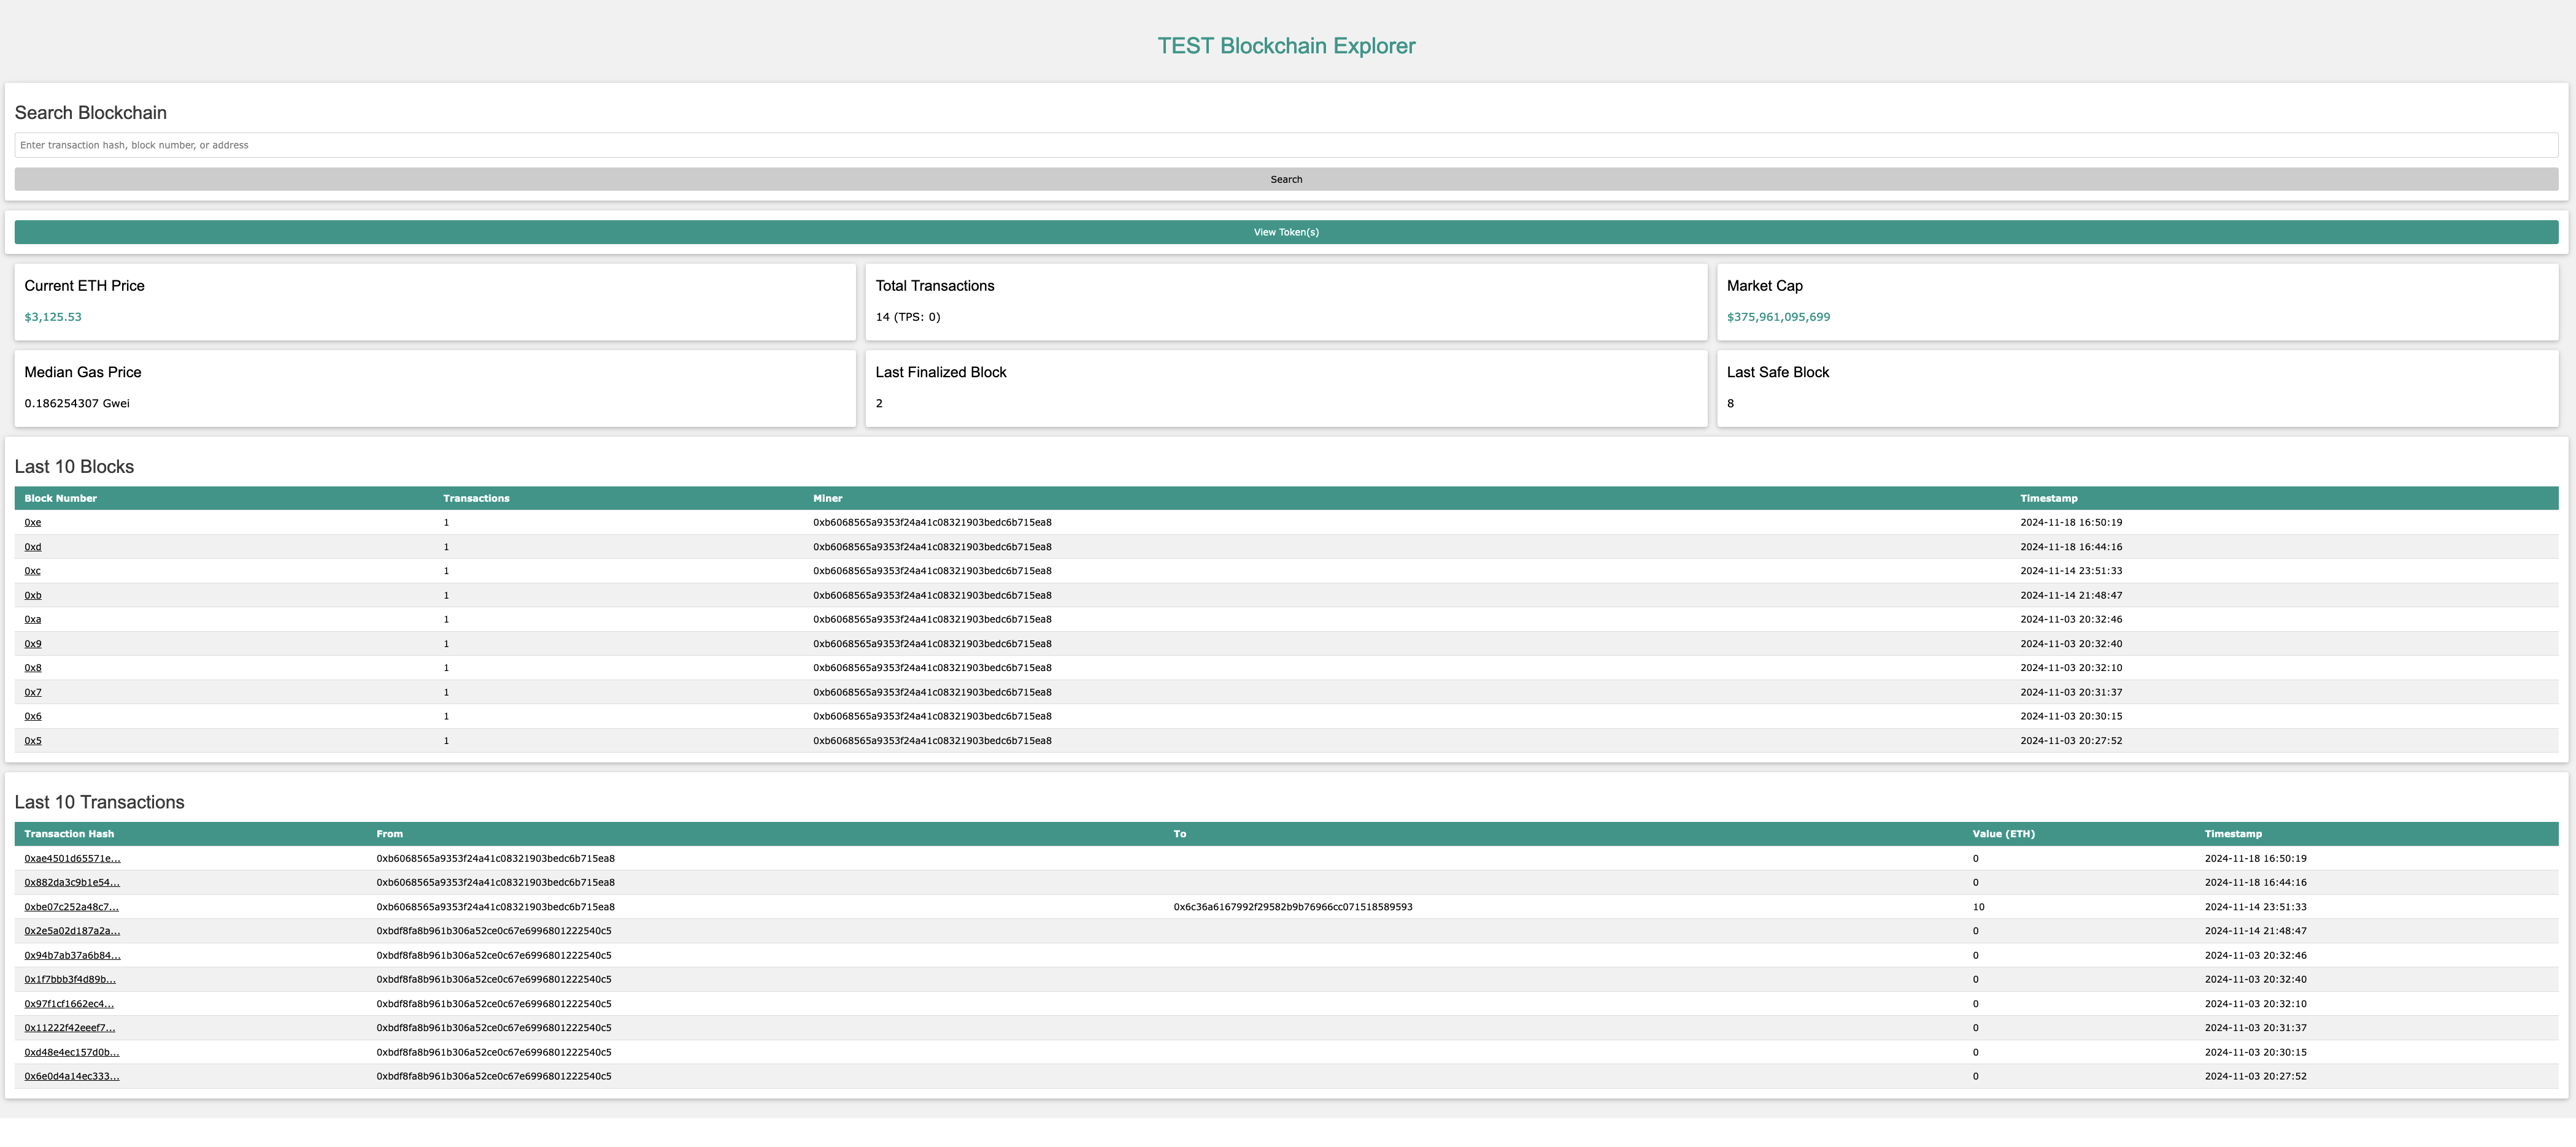 TEST Blockchain Explorer
Search Blockchain
Enter transaction hash, block number, or address
Search
View Token(s)
Current ETH Price
$3,125.53
Total Transactions
14 (TPS: 0)
Market Cap
$375,961,095,699
Median Gas Price
0.186254307 Gwei
Last Finalized Block
2
Last Safe Block
8
Last 10 Blocks
Block Number Transactions Miner Timestamp
0xe 1 0xb6068565a9353f24a41c08321903bedc6b715ea8 2024-11-18 16:50:19
0xd 1 0xb6068565a9353f24a41c08321903bedc6b715ea8 2024-11-18 16:44:16
0xc 1 0xb6068565a9353f24a41c08321903bedc6b715ea8 2024-11-14 23:51:33
0xb 1 0xb6068565a9353f24a41c08321903bedc6b715ea8 2024-11-14 21:48:47
0xa 1 0xb6068565a9353f24a41c08321903bedc6b715ea8 2024-11-03 20:32:46
0x9 1 0xb6068565a9353f24a41c08321903bedc6b715ea8 2024-11-03 20:32:40
0x8 1 0xb6068565a9353f24a41c08321903bedc6b715ea8 2024-11-03 20:32:10
0x7 1 0xb6068565a9353f24a41c08321903bedc6b715ea8 2024-11-03 20:31:37
0x6 1 0xb6068565a9353f24a41c08321903bedc6b715ea8 2024-11-03 20:30:15
0x5 1 0xb6068565a9353f24a41c08321903bedc6b715ea8 2024-11-03 20:27:52
Last 10 Transactions
Transaction Hash From To Value (ETH) Timestamp
0xae4501d65571e... 0xb6068565a9353f24a41c08321903bedc6b715ea8 0 2024-11-18 16:50:19
0x882da3c9b1e54... 0xb6068565a9353f24a41c08321903bedc6b715ea8 0 2024-11-18 16:44:16
0xbe07c252a48c7... 0xb6068565a9353f24a41c08321903bedc6b715ea8 0x6c36a6167992f29582b9b76966cc071518589593 10 2024-11-14 23:51:33
0x2e5a02d187a2a... 0xbdf8fa8b961b306a52ce0c67e6996801222540c5 0 2024-11-14 21:48:47
0x94b7ab37a6b84... 0xbdf8fa8b961b306a52ce0c67e6996801222540c5 0 2024-11-03 20:32:46
0x1f7bbb3f4d89b... 0xbdf8fa8b961b306a52ce0c67e6996801222540c5 0 2024-11-03 20:32:40
0x97f1cf1662ec4... 0xbdf8fa8b961b306a52ce0c67e6996801222540c5 0 2024-11-03 20:32:10
0x11222f42eeef7... 0xbdf8fa8b961b306a52ce0c67e6996801222540c5 0 2024-11-03 20:31:37
0xd48e4ec157d0b... 0xbdf8fa8b961b306a52ce0c67e6996801222540c5 0 2024-11-03 20:30:15
0x6e0d4a14ec333... 0xbdf8fa8b961b306a52ce0c67e6996801222540c5 0 2024-11-03 20:27:52